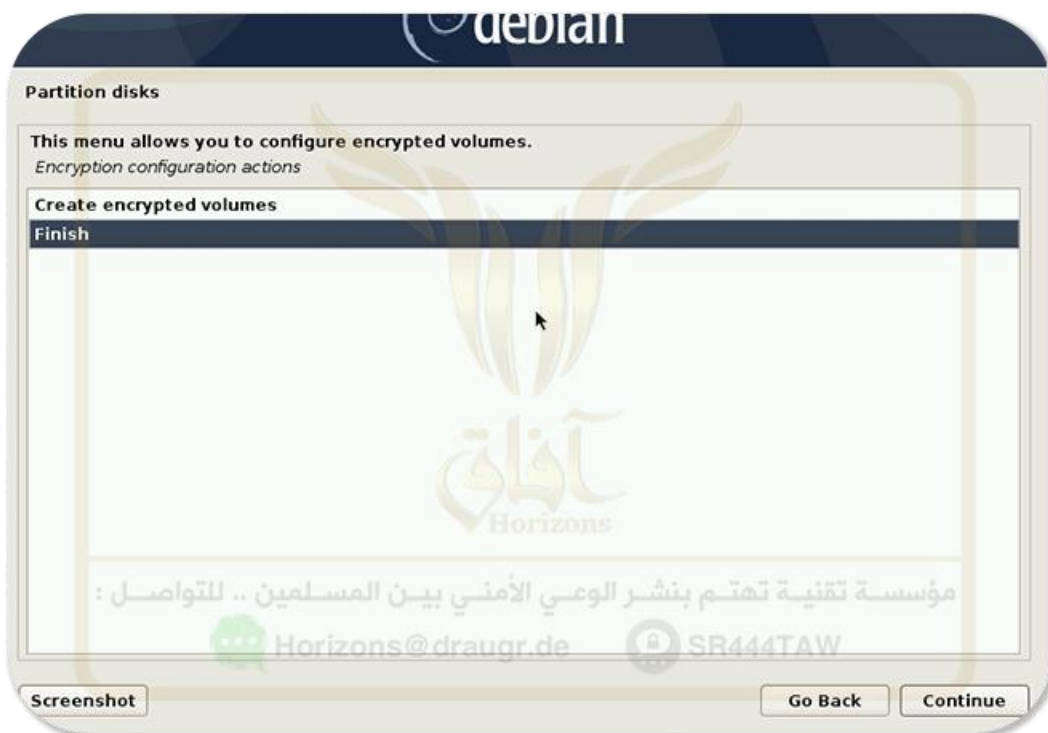 debian
Partition disks
This menu allows you to configure encrypted volumes.
Encryption configuration actions
Create encrypted volumes
Finish
آفاق
Horizons
مؤسسة تقنية تهتم بنشر الوعي الأمني بين المسلمين .. للتواصل :
Horizons@draugr.de SR444TAW
Screenshot Go Back Continue